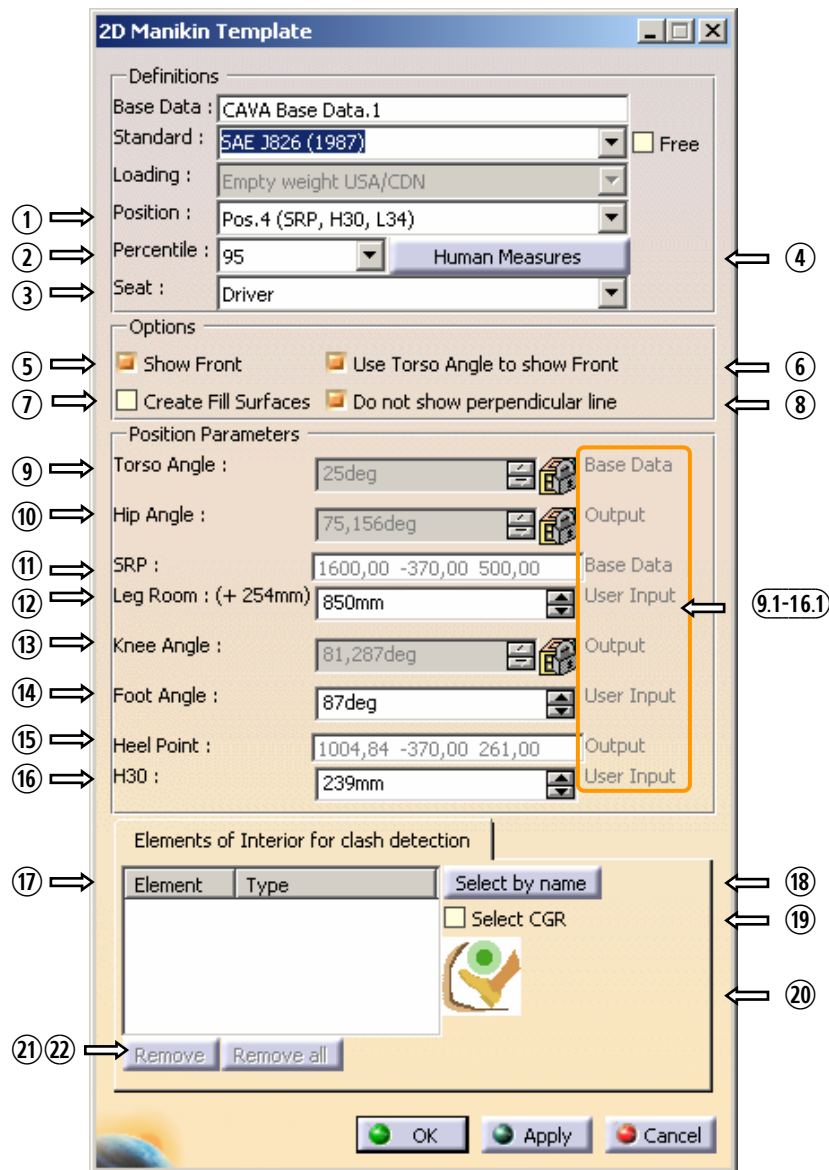 2D Manikin Template
Definitions
Base Data : CAVA Base Data.1
Standard : SAE J826 (1987) Free
Loading : Empty weight USA/CDN
① Position : Pos.4 (SRP, H30, L34)
② Percentile : 95 Human Measures ④
③ Seat : Driver
Options
⑤ Show Front Use Torso Angle to show Front ⑥
⑦ Create Fill Surfaces Do not show perpendicular line ⑧
Position Parameters
⑨ Torso Angle : 25deg Base Data
⑩ Hip Angle : 75,156deg Output
⑪ SRP : 1600,00 -370,00 500,00 Base Data
⑫ Leg Room : (+ 254mm) 850mm User Input 9.1-16.1
⑬ Knee Angle : 81,287deg Output
⑭ Foot Angle : 87deg User Input
⑮ Heel Point : 1004,84 -370,00 261,00 Output
⑯ H30 : 239mm User Input
Elements of Interior for clash detection
⑰ Element Type Select by name ⑱
Select CGR ⑲
⑳
㉑㉒ Remove Remove all
OK Apply Cancel